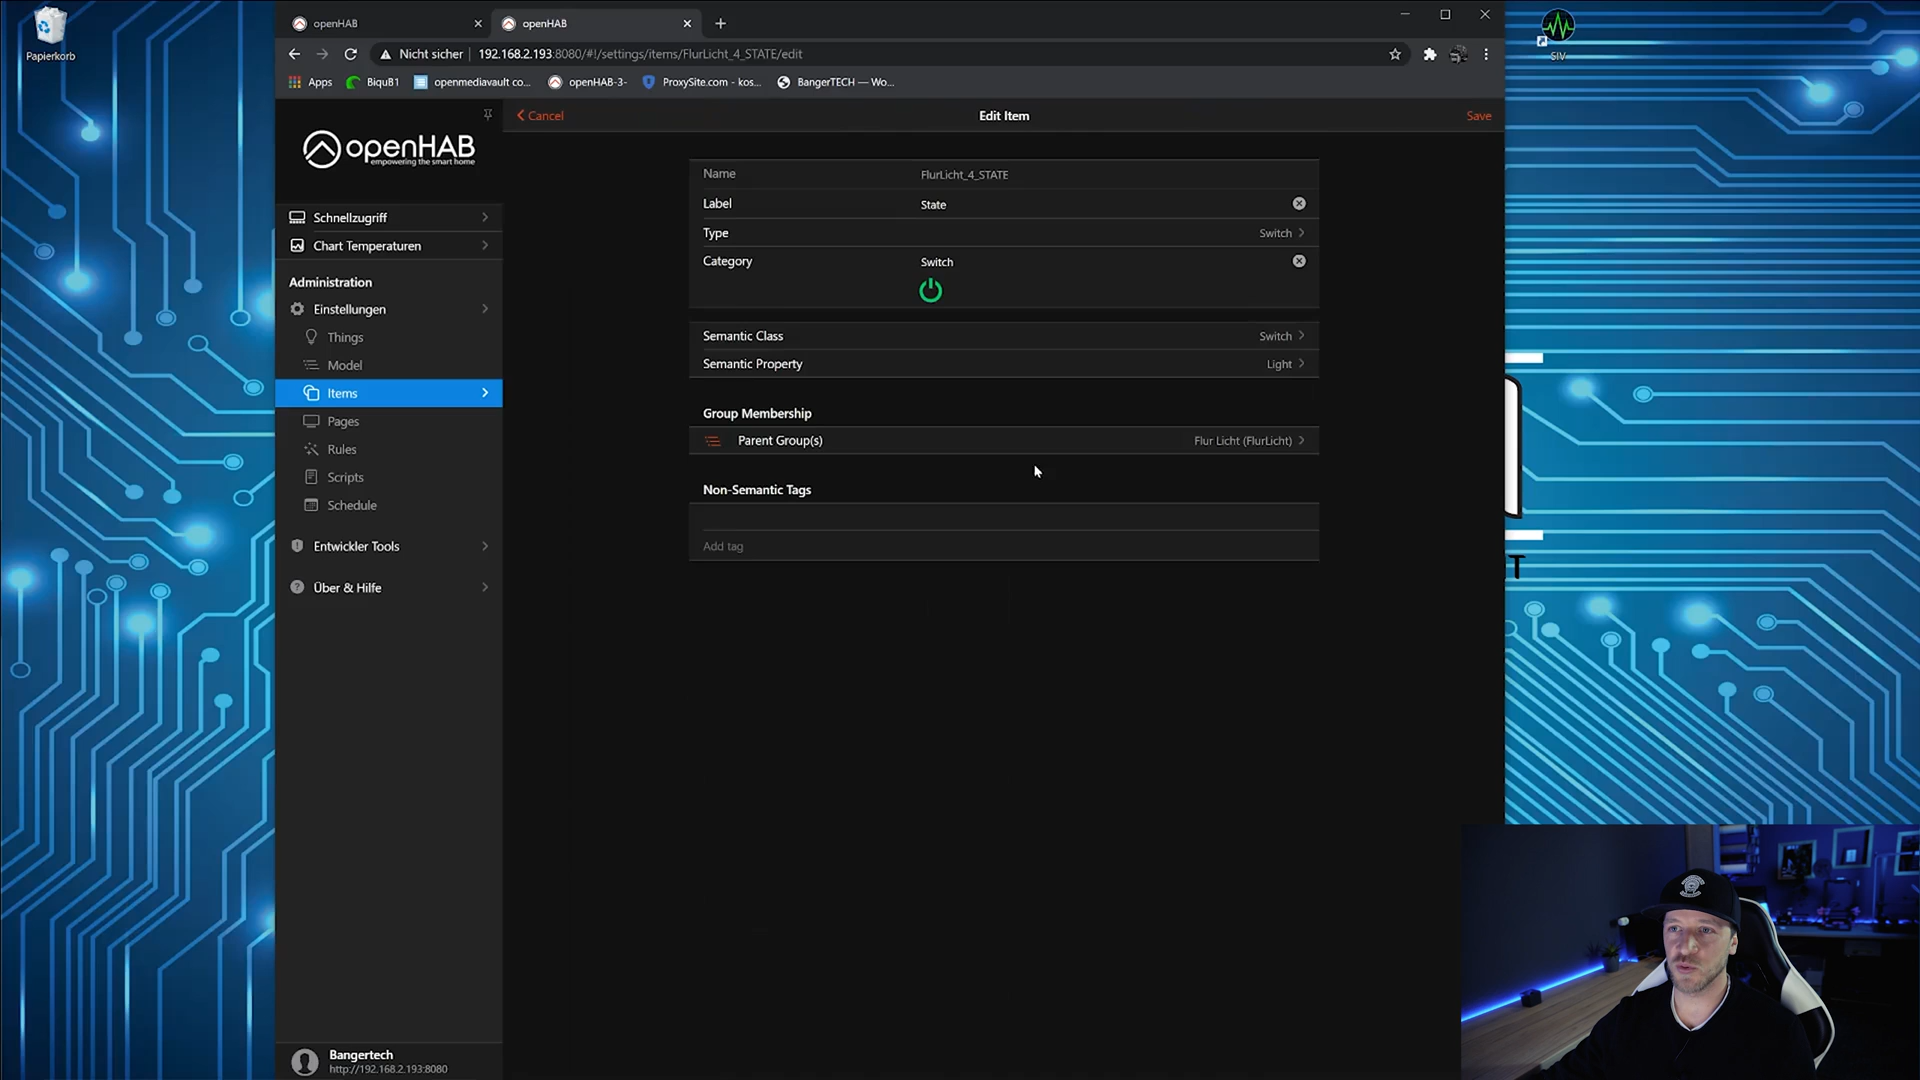 Papierkorb
openHAB
openHAB
Nicht sicher
192.168.2.193:8080/#!/settings/items/FlurLicht_4_STATE/edit
Apps
BiquB1
openmediavault co...
openHAB-3-
ProxySite.com - kos...
BangerTECH — Wo...
SIV
openHAB
empowering the smart home
Cancel
Edit Item
Save
Schnellzugriff
Chart Temperaturen
Administration
Einstellungen
Things
Model
Items
Pages
Rules
Scripts
Schedule
Entwickler Tools
Über & Hilfe
Name FlurLicht_4_STATE
Label State
Type Switch
Category Switch
Semantic Class Switch
Semantic Property Light
Group Membership
Parent Group(s) Flur Licht (FlurLicht)
Non-Semantic Tags
Add tag
T
Bangertech
http://192.168.2.193:8080